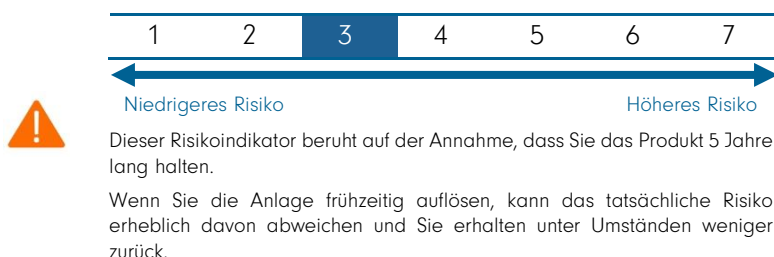 1 2 3 4 5 6 7
Niedrigeres Risiko Höheres Risiko
Dieser Risikoindikator beruht auf der Annahme, dass Sie das Produkt 5 Jahre
lang halten.
Wenn Sie die Anlage frühzeitig auflösen, kann das tatsächliche Risiko
erheblich davon abweichen und Sie erhalten unter Umständen weniger
zurück.